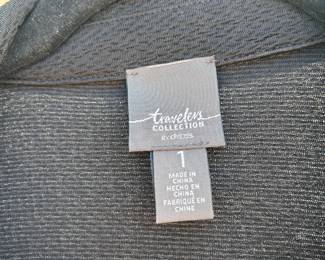 travelers
COLLECTION
BY CHICO'S
1
MADE IN
CHINA
HECHO EN
CHINA
FABRIQUÉ EN
CHINE